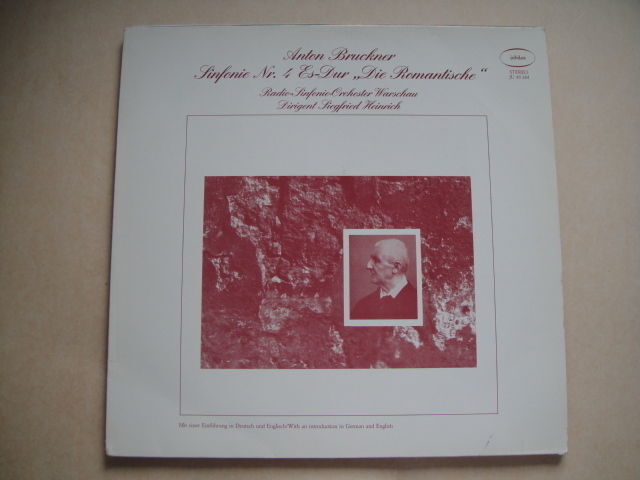 Anton Bruckner
Sinfonie Nr. 4 Es-Dur „Die Romantische“
Radio-Sinfonie-Orchester Warschau
Dirigent Siegfried Heinrich
STEREO
Mit einer Einführung in Deutsch und Englisch/With an introduction in German and English